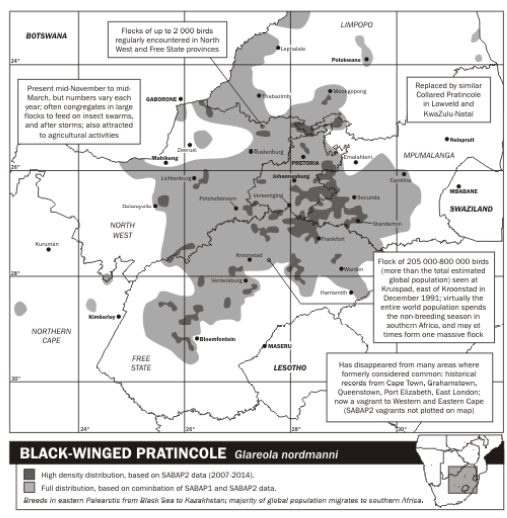 BOTSWANA
Flocks of up to 2 000 birds
regularly encountered in North
West and Free State provinces
LIMPOPO
Lephalale
24°
Polokwane
Present mid-November to mid-
March, but numbers vary each
year; often congregates in large
flocks to feed on insect swarms,
and after storms; also attracted
to agricultural activities
GABORONE
Thabazimbi
Mookgopong
Replaced by similar
Collared Pratincole
in Lowveld and
KwaZulu-Natal
Nelspruit
Rustenburg
PRETORIA
Emalahleni
MPUMALANGA
Mahikeng
26°
Lichtenburg
Johannesburg
Carolina
MBABANE
SWAZILAND
Delareyville
Potchefstroom
Vereeniging
Secunda
Standerton
NORTH
WEST
Frankfort
Kuruman
Kroonstad
Warden
28°
Ventersburg
Harrismith
Flock of 205 000-800 000 birds
(more than the total estimated
global population) seen at
Kruispad, east of Kroonstad in
December 1991; virtually the
entire world population spends
the non-breeding season in
southern Africa, and may at
times form one massive flock
Kimberley
NORTHERN
CAPE
Bloemfontein
MASERU
FREE
STATE
LESOTHO
Has disappeared from many areas where
formerly considered common: historical
records from Cape Town, Grahamstown,
Queenstown, Port Elizabeth, East London;
now a vagrant to Western and Eastern Cape
(SABAP2 vagrants not plotted on map)
30°
24°
26°
28°
30°
BLACK-WINGED PRATINCOLE Glareola nordmanni
High density distribution, based on SABAP2 data (2007-2014).
Full distribution, based on cominbation of SABAP1 and SABAP2 data.
Breeds in eastern Palearctic from Black Sea to Kazakhstan; majority of global population migrates to southern Africa.